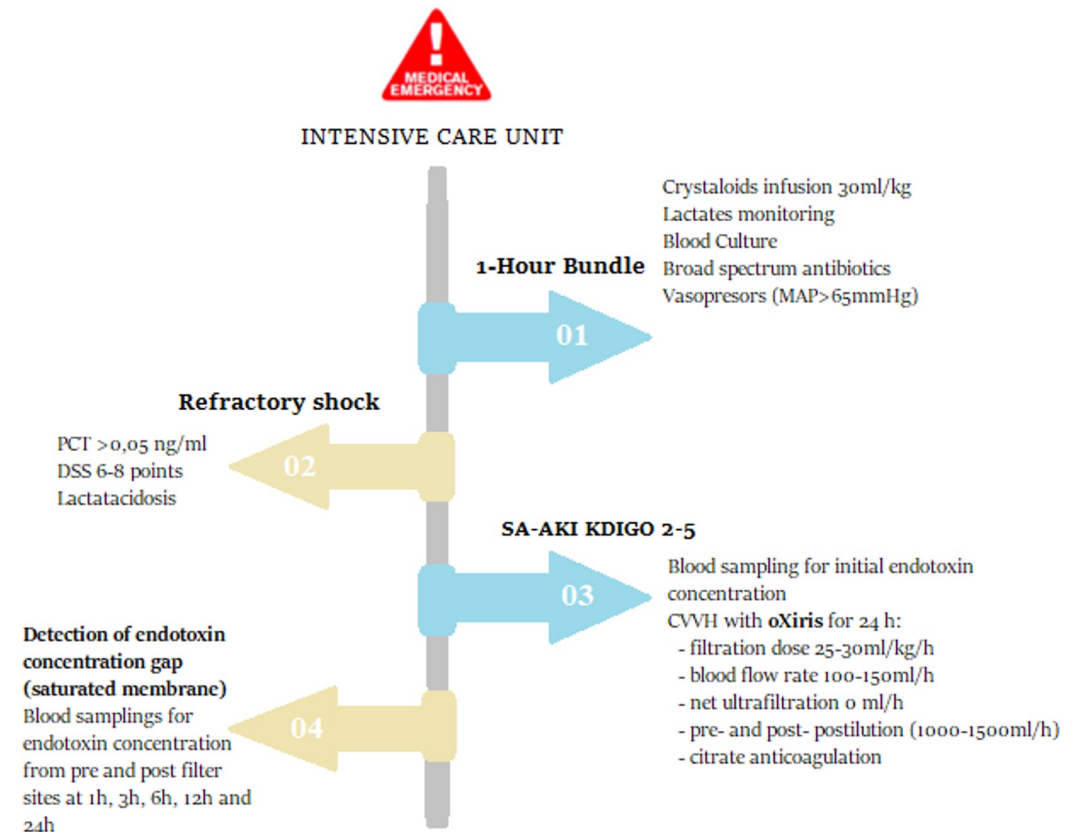 !
MEDICAL
EMERGENCY
INTENSIVE CARE UNIT
1-Hour Bundle
Crystaloids infusion 30ml/kg
Lactates monitoring
Blood Culture
Broad spectrum antibiotics
Vasopresors (MAP>65mmHg)
01
Refractory shock
PCT >0,05 ng/ml
DSS 6-8 points
Lactatacidosis
02
SA-AKI KDIGO 2-5
Blood sampling for initial endotoxin
concentration
CVVH with oXiris for 24 h:
- filtration dose 25-30ml/kg/h
- blood flow rate 100-150ml/h
- net ultrafiltration 0 ml/h
- pre- and post- postilution (1000-1500ml/h)
- citrate anticoagulation
03
Detection of endotoxin
concentration gap
(saturated membrane)
Blood samplings for
endotoxin concentration
from pre and post filter
sites at 1h, 3h, 6h, 12h and
24h
04